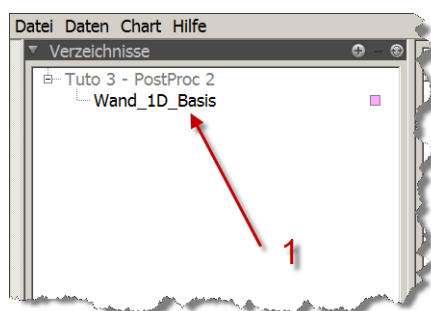 Datei Daten Chart Hilfe
Verzeichnisse
Tuto 3 - PostProc 2
Wand_1D_Basis
1